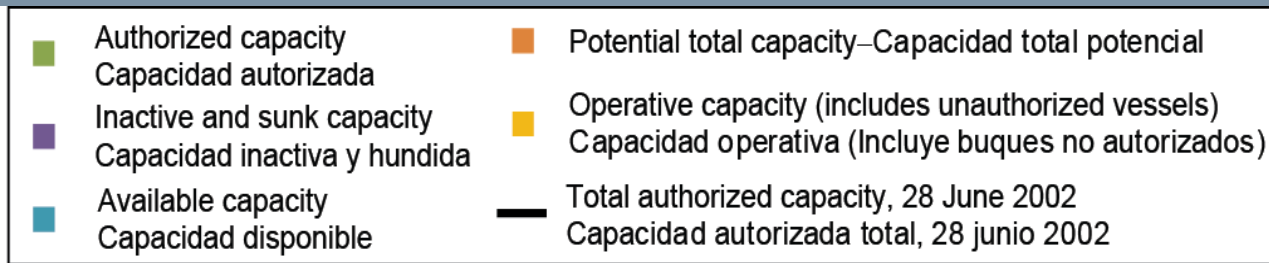 Authorized capacity
Capacidad autorizada
Inactive and sunk capacity
Capacidad inactiva y hundida
Available capacity
Capacidad disponible
Potential total capacity–Capacidad total potencial
Operative capacity (includes unauthorized vessels)
Capacidad operativa (Incluye buques no autorizados)
Total authorized capacity, 28 June 2002
Capacidad autorizada total, 28 junio 2002